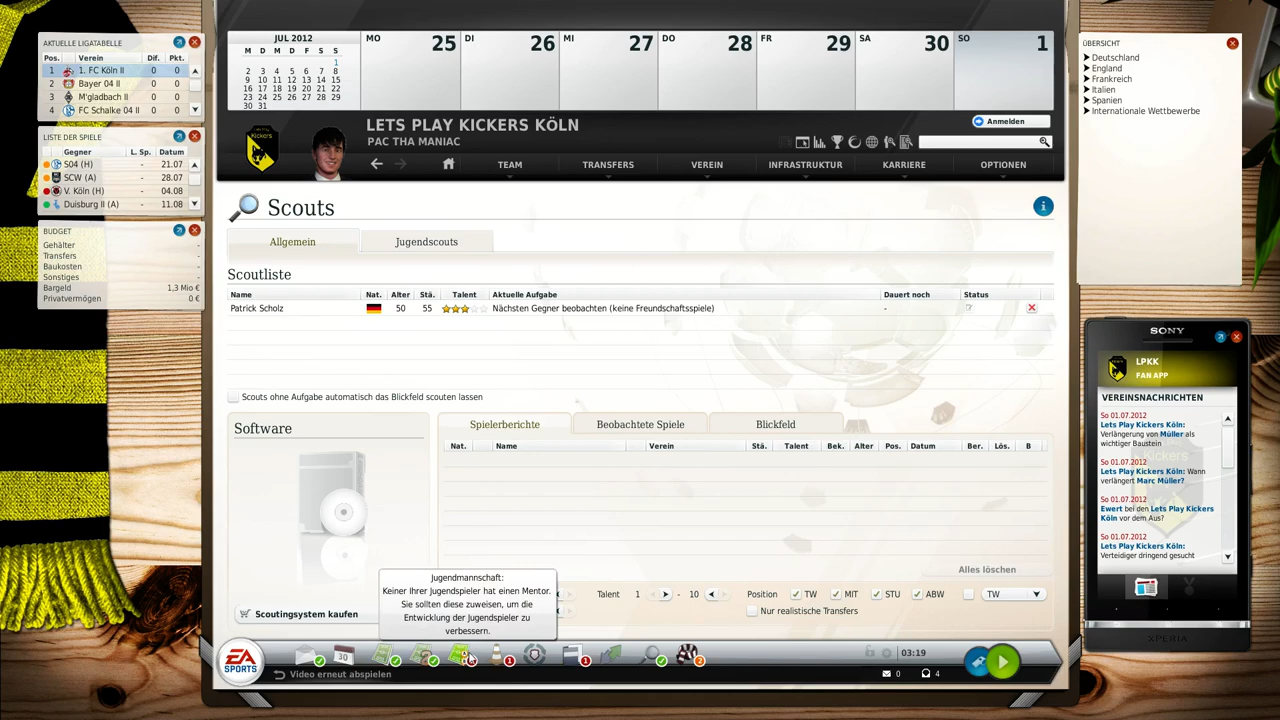 AKTUELLE LIGATABELLE
Pos. Verein Dif. Pkt.
1 1. FC Köln II 0 0
2 Bayer 04 II 0 0
3 M'gladbach II 0 0
4 FC Schalke 04 II 0 0
LISTE DER SPIELE
Gegner L. Sp. Datum
S04 (H) - 21.07
SCW (A) - 28.07
V. Köln (H) - 04.08
Duisburg II (A) - 11.08
BUDGET
Gehälter -
Transfers -
Baukosten -
Sonstiges -
Bargeld 1,3 Mio €
Privatvermögen 0 €
JUL 2012
M D M D F S S
1
2 3 4 5 6 7 8
9 10 11 12 13 14 15
16 17 18 19 20 21 22
23 24 25 26 27 28 29
30 31
MO 25 DI 26 MI 27 DO 28 FR 29 SA 30 SO 1
LETS PLAY KICKERS KÖLN
PAC THA MANIAC
Anmelden
Kickers
TEAM TRANSFERS VEREIN INFRASTRUKTUR KARRIERE OPTIONEN
Scouts
Allgemein Jugendscouts
Scoutliste
Name Nat. Alter Stä. Talent Aktuelle Aufgabe Dauert noch Status
Patrick Scholz 50 55 Nächsten Gegner beobachten (keine Freundschaftsspiele) -
Scouts ohne Aufgabe automatisch das Blickfeld scouten lassen
Software
Scoutingsystem kaufen
Spielerberichte Beobachtete Spiele Blickfeld
Nat. Name Verein Stä. Talent Bek. Alter Pos. Datum Ber. Lös. B
Alles löschen
Talent 1 - 10 Position TW MIT STU ABW TW
Nur realistische Transfers
Jugendmannschaft:
Keiner Ihrer Jugendspieler hat einen Mentor.
Sie sollten diese zuweisen, um die
Entwicklung der Jugendspieler zu
verbessern.
EA
SPORTS
30
1
1
2
03:19
Video erneut abspielen
0 4
ÜBERSICHT
Deutschland
England
Frankreich
Italien
Spanien
Internationale Wettbewerbe
SONY
LPKK
FAN APP
VEREINSNACHRICHTEN
So 01.07.2012
Lets Play Kickers Köln:
Verlängerung von Müller als
wichtiger Baustein
So 01.07.2012
Lets Play Kickers Köln: Wann
verlängert Marc Müller?
So 01.07.2012
Ewert bei den Lets Play Kickers
Köln vor dem Aus?
So 01.07.2012
Lets Play Kickers Köln:
Verteidiger dringend gesucht
XPERIA